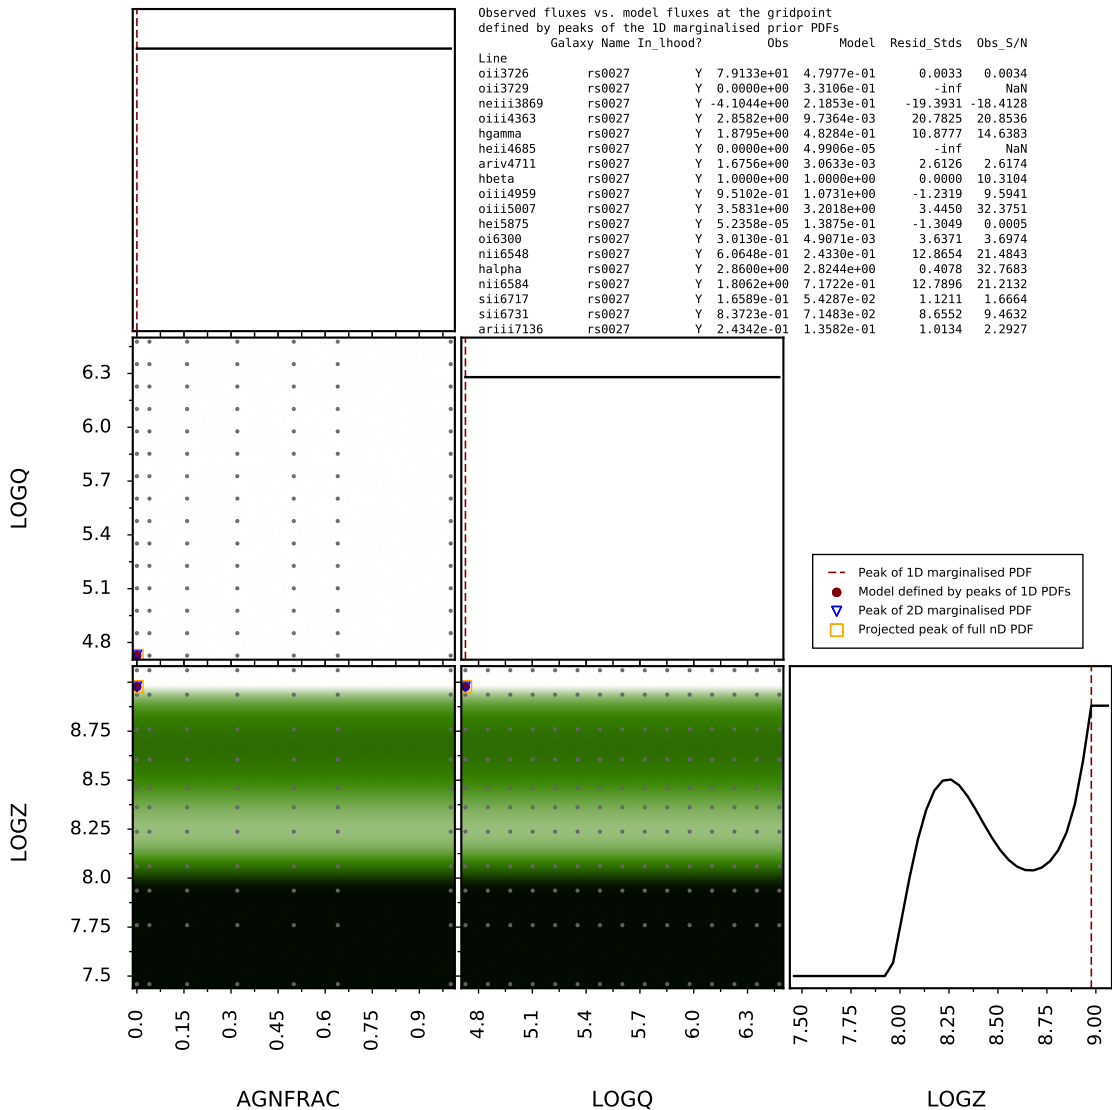 Observed fluxes vs. model fluxes at the gridpoint
defined by peaks of the 1D marginalised prior PDFs
Galaxy Name In_lhood? Obs Model Resid_Stds Obs_S/N
Line
oii3726 rs0027 Y 7.9133e+01 4.7977e-01 0.0033 0.0034
oii3729 rs0027 Y 0.0000e+00 3.3106e-01 -inf NaN
neiii3869 rs0027 Y -4.1044e+00 2.1853e-01 -19.3931 -18.4128
oiii4363 rs0027 Y 2.8582e+00 9.7364e-03 20.7825 20.8536
hgamma rs0027 Y 1.8795e+00 4.8284e-01 10.8777 14.6383
heii4685 rs0027 Y 0.0000e+00 4.9906e-05 -inf NaN
ariv4711 rs0027 Y 1.6756e+00 3.0633e-03 2.6126 2.6174
hbeta rs0027 Y 1.0000e+00 1.0000e+00 0.0000 10.3104
oiii4959 rs0027 Y 9.5102e-01 1.0731e+00 -1.2319 9.5941
oiii5007 rs0027 Y 3.5831e+00 3.2018e+00 3.4450 32.3751
hei5875 rs0027 Y 5.2358e-05 1.3875e-01 -1.3049 0.0005
oi6300 rs0027 Y 3.0130e-01 4.9071e-03 3.6371 3.6974
nii6548 rs0027 Y 6.0648e-01 2.4330e-01 12.8654 21.4843
halpha rs0027 Y 2.8600e+00 2.8244e+00 0.4078 32.7683
nii6584 rs0027 Y 1.8062e+00 7.1722e-01 12.7896 21.2132
sii6717 rs0027 Y 1.6589e-01 5.4287e-02 1.1211 1.6664
sii6731 rs0027 Y 8.3723e-01 7.1483e-02 8.6552 9.4632
ariii7136 rs0027 Y 2.4342e-01 1.3582e-01 1.0134 2.2927
LOGQ
6.3
6.0
5.7
5.4
5.1
4.8
Peak of 1D marginalised PDF
Model defined by peaks of 1D PDFs
Peak of 2D marginalised PDF
Projected peak of full nD PDF
LOGZ
8.75
8.5
8.25
8.0
7.75
7.5
0.0 0.15 0.3 0.45 0.6 0.75 0.9
4.8 5.1 5.4 5.7 6.0 6.3
7.50 7.75 8.00 8.25 8.50 8.75 9.00
AGNFRAC LOGQ LOGZ